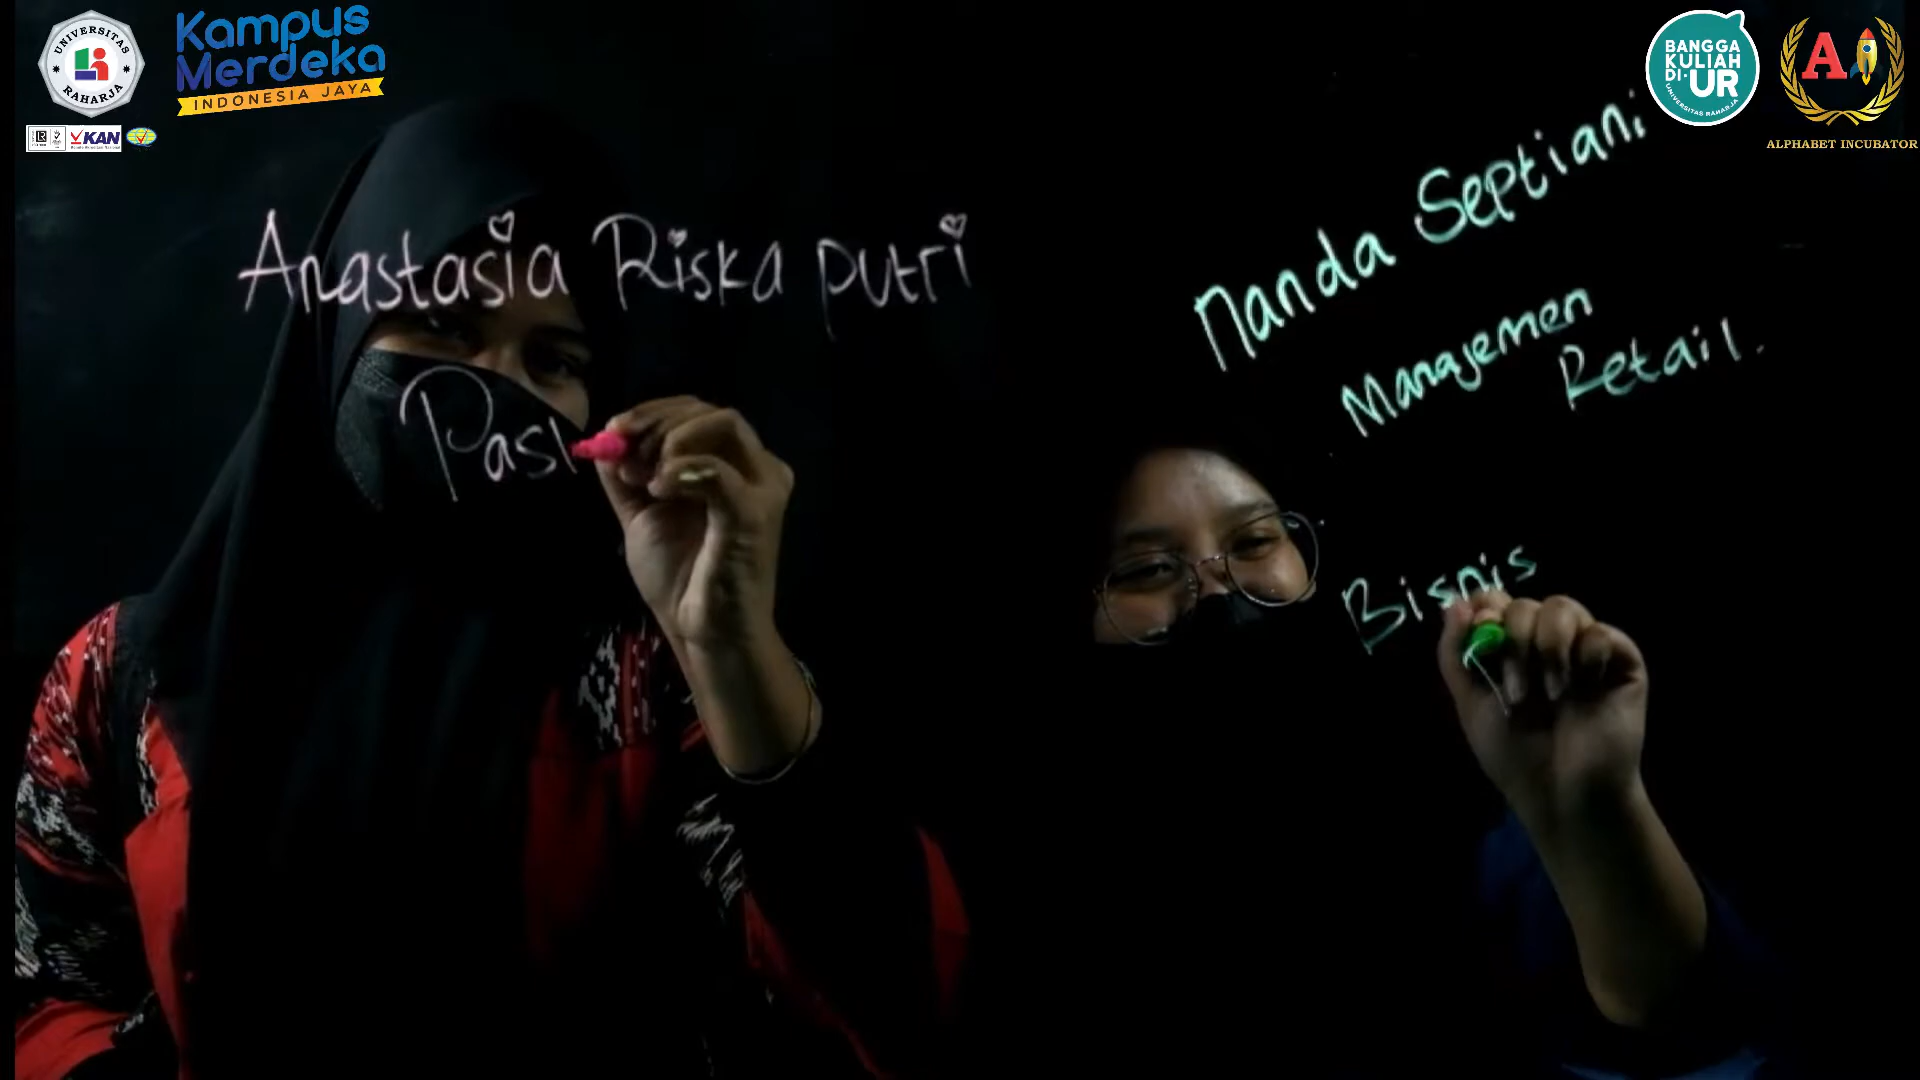 UNIVERSITAS
RAHARJA
Kampus
Merdeka
INDONESIA JAYA
KAN
BANGGA
KULIAH
DI-UR
UNIVERSITAS RAHARJA
A
ALPHABET INCUBATOR
Anastasia Riska putri
Pasi
Nanda Septiani
Manajemen
Retail.
Bisnis